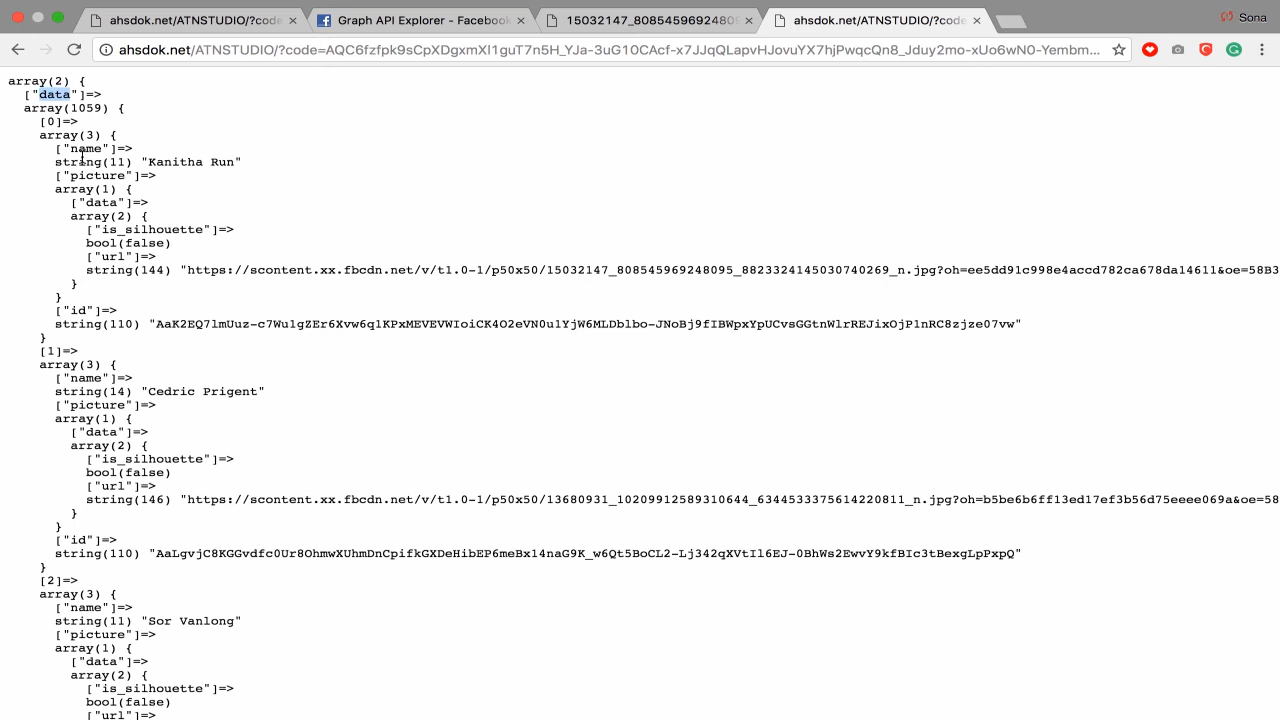 ahsdok.net/ATNSTUDIO/?code
Graph API Explorer - Facebook
15032147_80854596924809
ahsdok.net/ATNSTUDIO/?code
Sona
ahsdok.net/ATNSTUDIO/?code=AQC6fzfpk9sCpXDgxmXl1guT7n5H_YJa-3uG10CAcf-x7JJqQLapvHJovuYX7hjPwqcQn8_Jduy2mo-xUo6wN0-Yembm...
array(2) {
["data"]=>
array(1059) {
[0]=>
array(3) {
["name"]=>
string(11) "Kanitha Run"
["picture"]=>
array(1) {
["data"]=>
array(2) {
["is_silhouette"]=>
bool(false)
["url"]=>
string(144) "https://scontent.xx.fbcdn.net/v/t1.0-1/p50x50/15032147_808545969248095_8823324145030740269_n.jpg?oh=ee5dd91c998e4accd782ca678da14611&oe=58B3
}
}
["id"]=>
string(110) "AaK2EQ7lmUuz-c7Wu1gZEr6Xvw6qlKPxMEVEVWIoiCK4O2eVN0u1YjW6MLDblbo-JNoBj9fIBWpxYpUCvsGGtnWlrREJixOjP1nRC8zjze07vw"
}
[1]=>
array(3) {
["name"]=>
string(14) "Cedric Prigent"
["picture"]=>
array(1) {
["data"]=>
array(2) {
["is_silhouette"]=>
bool(false)
["url"]=>
string(146) "https://scontent.xx.fbcdn.net/v/t1.0-1/p50x50/13680931_10209912589310644_6344533375614220811_n.jpg?oh=b5be6b6ff13ed17ef3b56d75eeee069a&oe=58
}
}
["id"]=>
string(110) "AaLgvjC8KGGvdfc0Ur8OhmwXUhmDnCpifkGXDeHibEP6meBx14naG9K_w6Qt5BoCL2-Lj342qXVtIl6EJ-0BhWs2EwvY9kfBIc3tBexgLpPxpQ"
}
[2]=>
array(3) {
["name"]=>
string(11) "Sor Vanlong"
["picture"]=>
array(1) {
["data"]=>
array(2) {
["is_silhouette"]=>
bool(false)
["url"]=>